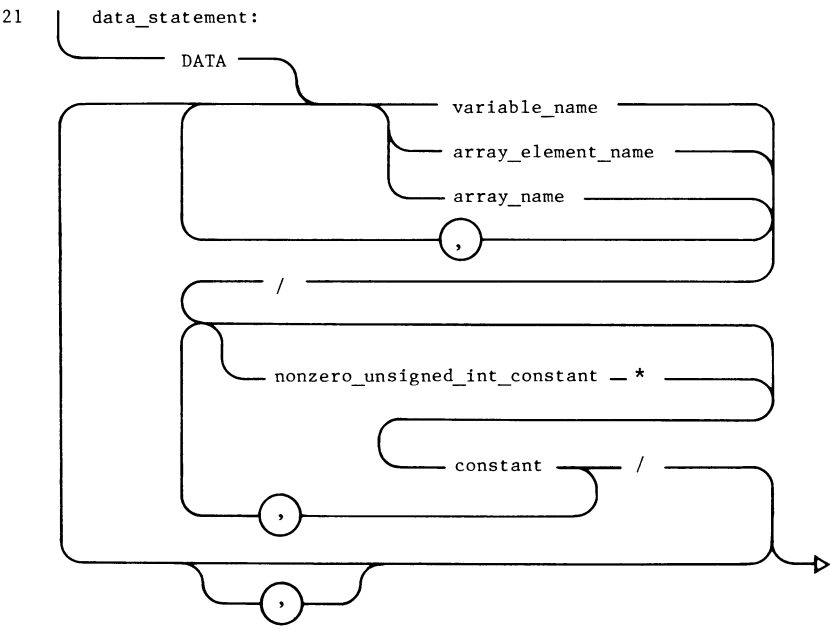 21 data_statement:
DATA
variable_name
array_element_name
array_name
,
/
nonzero_unsigned_int_constant *
constant /
,
,